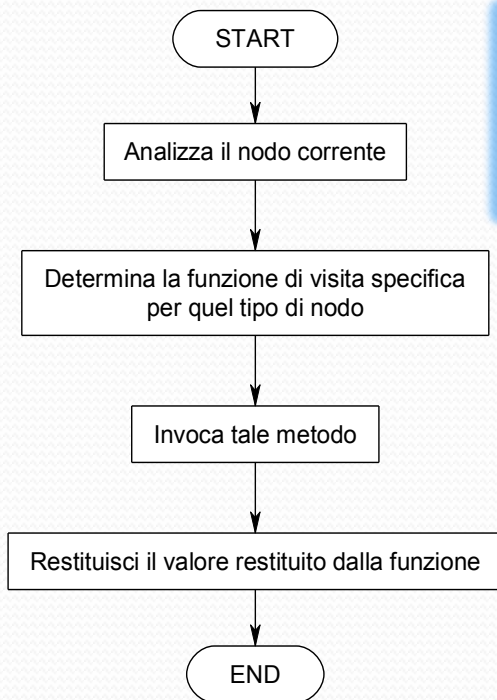 START
Analizza il nodo corrente
Determina la funzione di visita specifica
per quel tipo di nodo
Invoca tale metodo
Restituisci il valore restituito dalla funzione
END